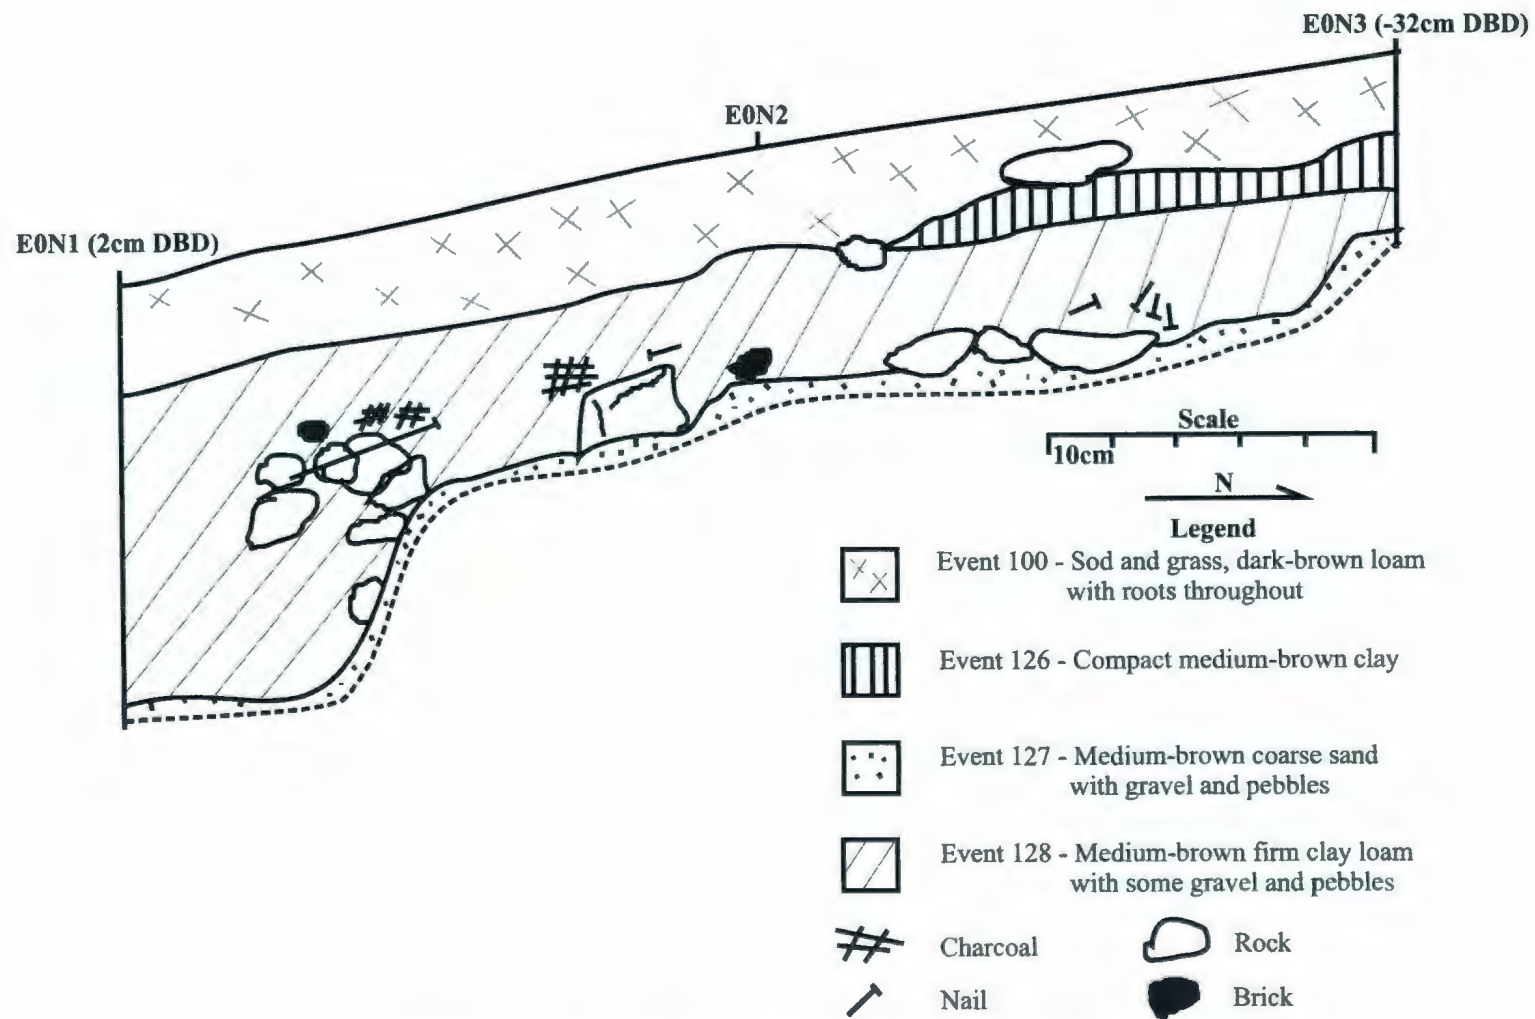 E0N3 (-32cm DBD)
E0N2
E0N1 (2cm DBD)
Scale
10cm
N
Legend
Event 100 - Sod and grass, dark-brown loam
with roots throughout
Event 126 - Compact medium-brown clay
Event 127 - Medium-brown coarse sand
with gravel and pebbles
Event 128 - Medium-brown firm clay loam
with some gravel and pebbles
Charcoal
Rock
Nail
Brick